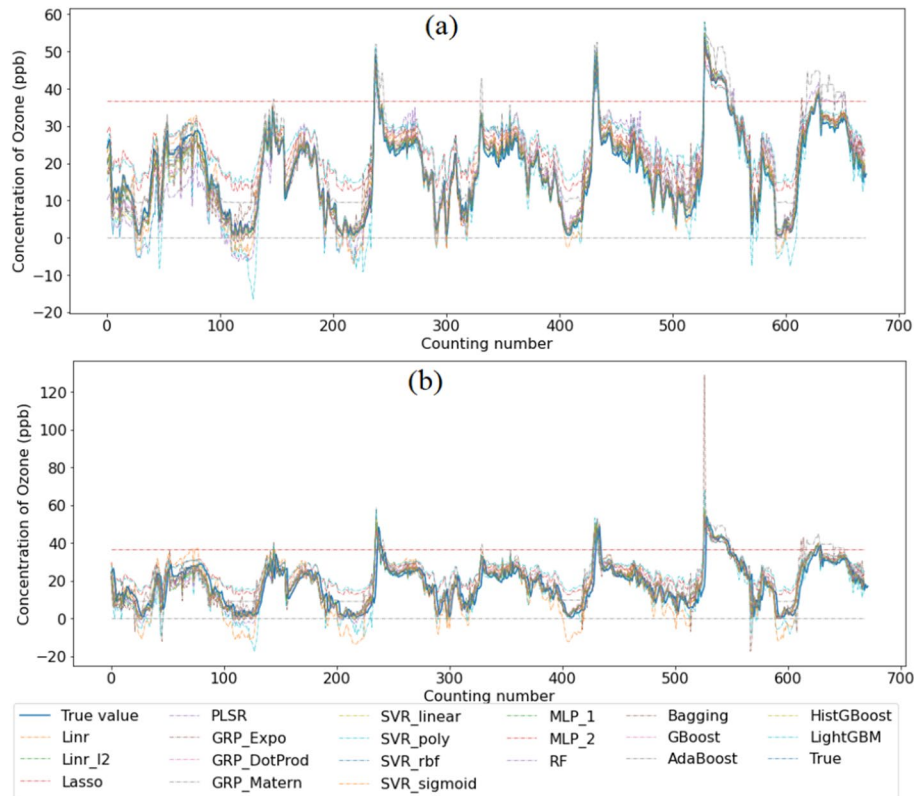 (a)
Concentration of Ozone (ppb)
60
50
40
30
20
10
0
−10
−20
0 100 200 300 400 500 600 700
Counting number
(b)
Concentration of Ozone (ppb)
120
100
80
60
40
20
0
−20
0 100 200 300 400 500 600 700
Counting number
True value PLSR SVR_linear MLP_1 Bagging HistGBoost
Linr GRP_Expo SVR_poly MLP_2 GBoost LightGBM
Linr_l2 GRP_DotProd SVR_rbf RF AdaBoost True
Lasso GRP_Matern SVR_sigmoid